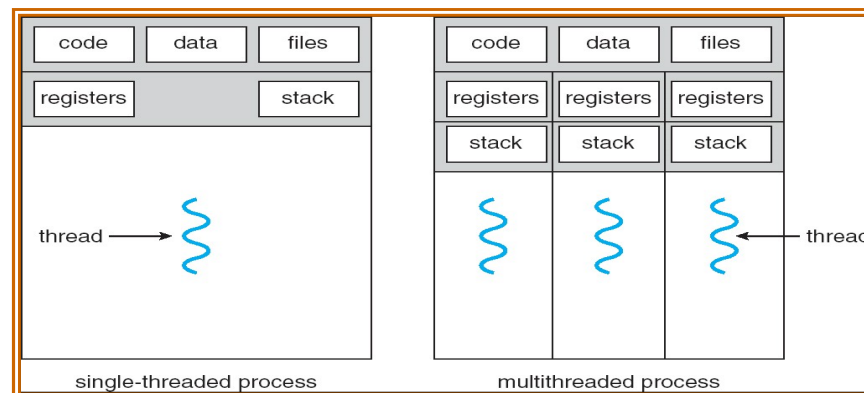 code data files code data files
registers stack registers registers registers
stack stack stack
thread thread
single-threaded process multithreaded process